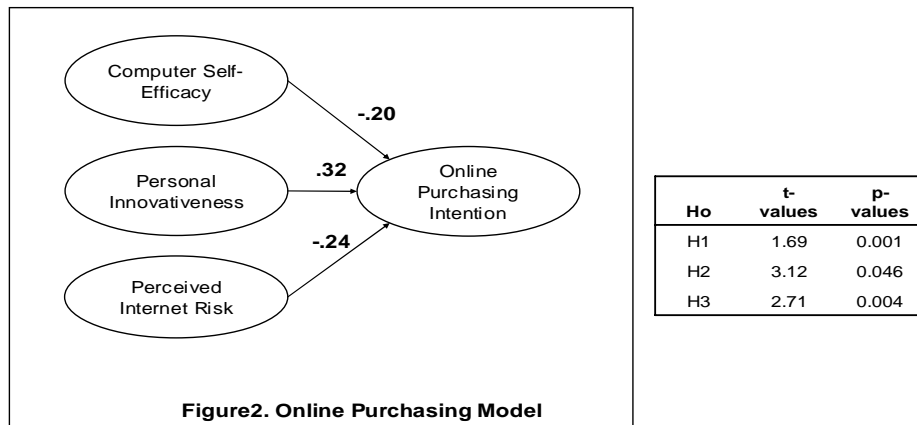 Computer Self-
Efficacy
-.20
Personal
Innovativeness
.32
Online
Purchasing
Intention
-.24
Perceived
Internet Risk
Figure2. Online Purchasing Model
Ho t-values p-values
H1 1.69 0.001
H2 3.12 0.046
H3 2.71 0.004